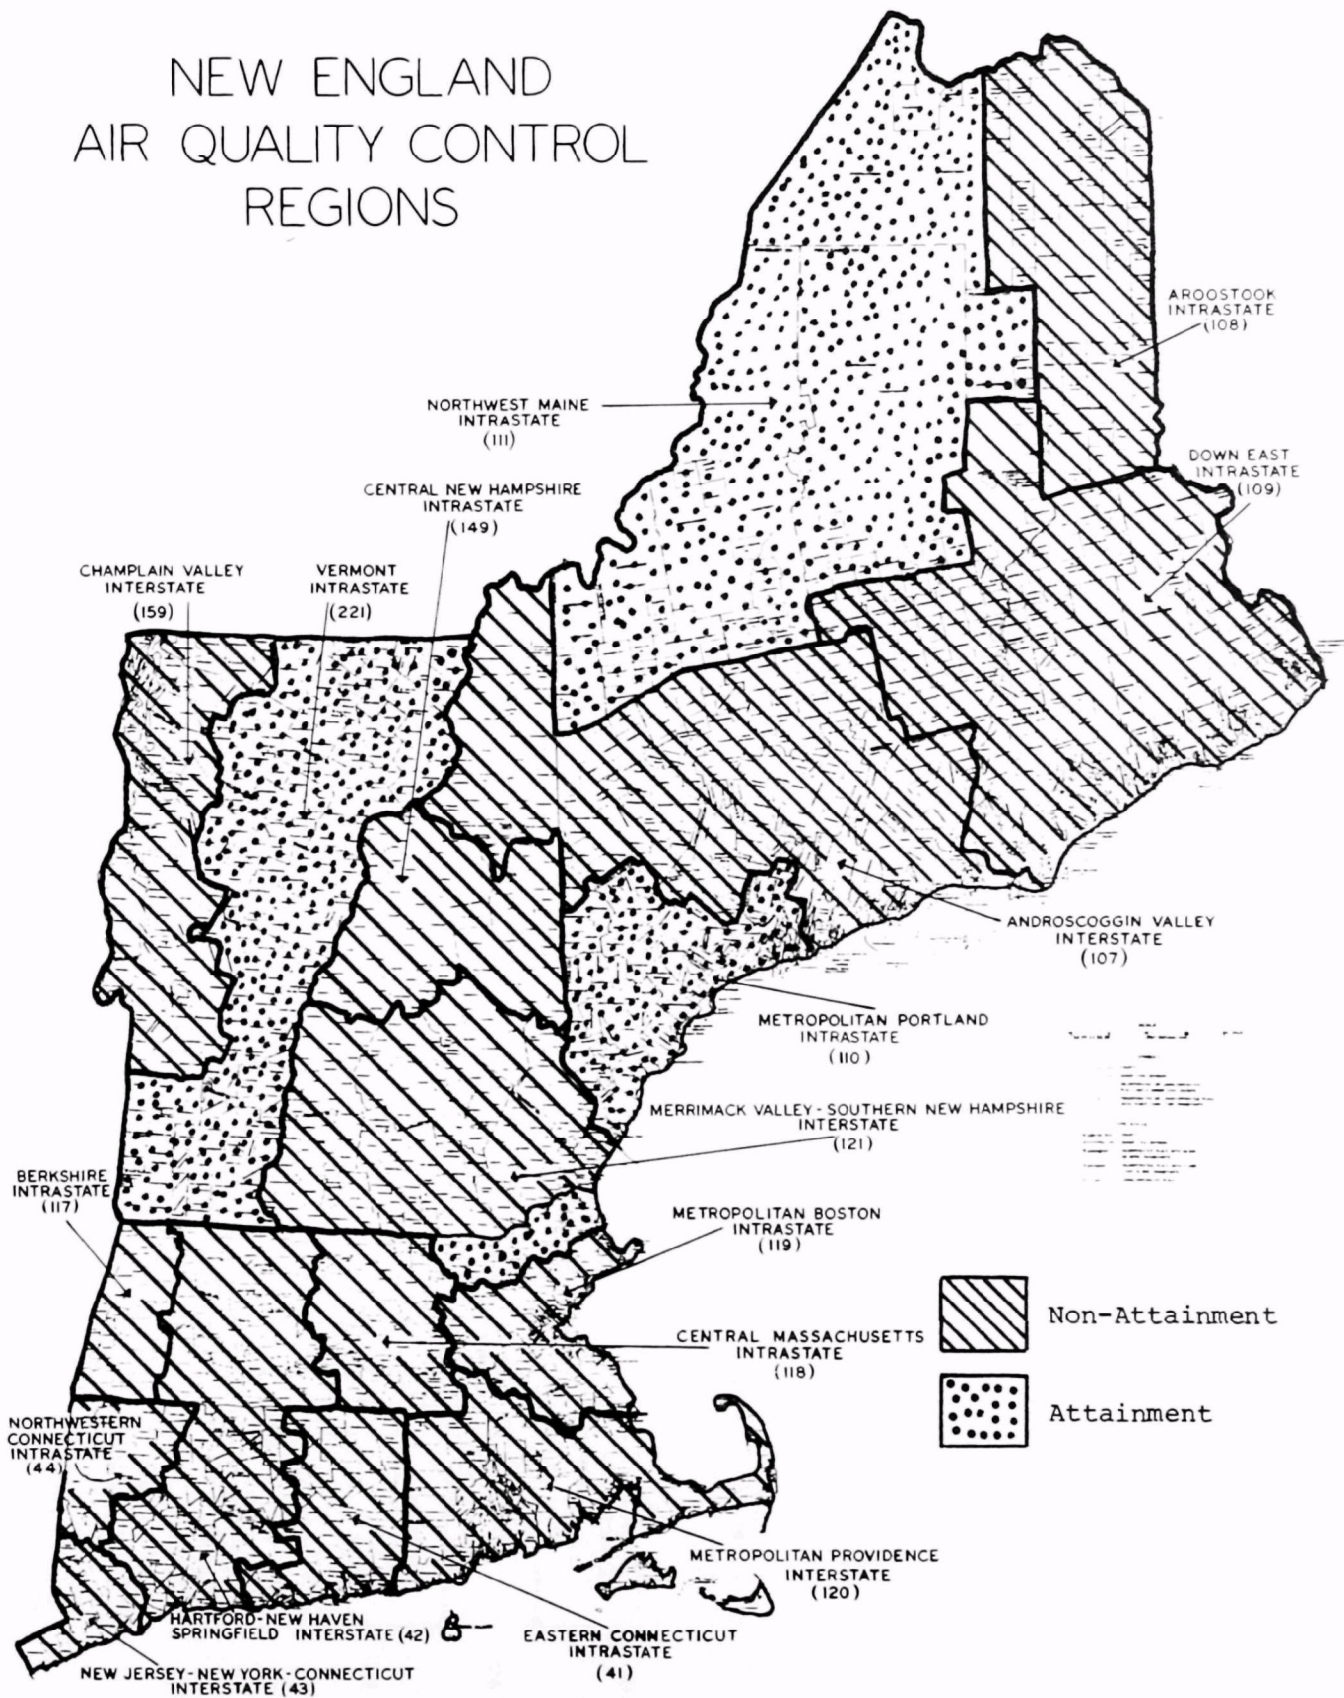 NEW ENGLAND
AIR QUALITY CONTROL
REGIONS
AROOSTOOK
INTRASTATE
(108)
NORTHWEST MAINE
INTRASTATE
(111)
DOWN EAST
INTRASTATE
(109)
CENTRAL NEW HAMPSHIRE
INTRASTATE
(149)
CHAMPLAIN VALLEY
INTERSTATE
(159)
VERMONT
INTRASTATE
(221)
ANDROSCOGGIN VALLEY
INTERSTATE
(107)
METROPOLITAN PORTLAND
INTRASTATE
(110)
MERRIMACK VALLEY-SOUTHERN NEW HAMPSHIRE
INTERSTATE
(121)
BERKSHIRE
INTRASTATE
(117)
METROPOLITAN BOSTON
INTRASTATE
(119)
Non-Attainment
CENTRAL MASSACHUSETTS
INTRASTATE
(118)
Attainment
NORTHWESTERN
CONNECTICUT
INTRASTATE
(44)
METROPOLITAN PROVIDENCE
INTERSTATE
(120)
HARTFORD-NEW HAVEN
SPRINGFIELD INTERSTATE (42)
EASTERN CONNECTICUT
INTRASTATE
(41)
NEW JERSEY-NEW YORK-CONNECTICUT
INTERSTATE (43)